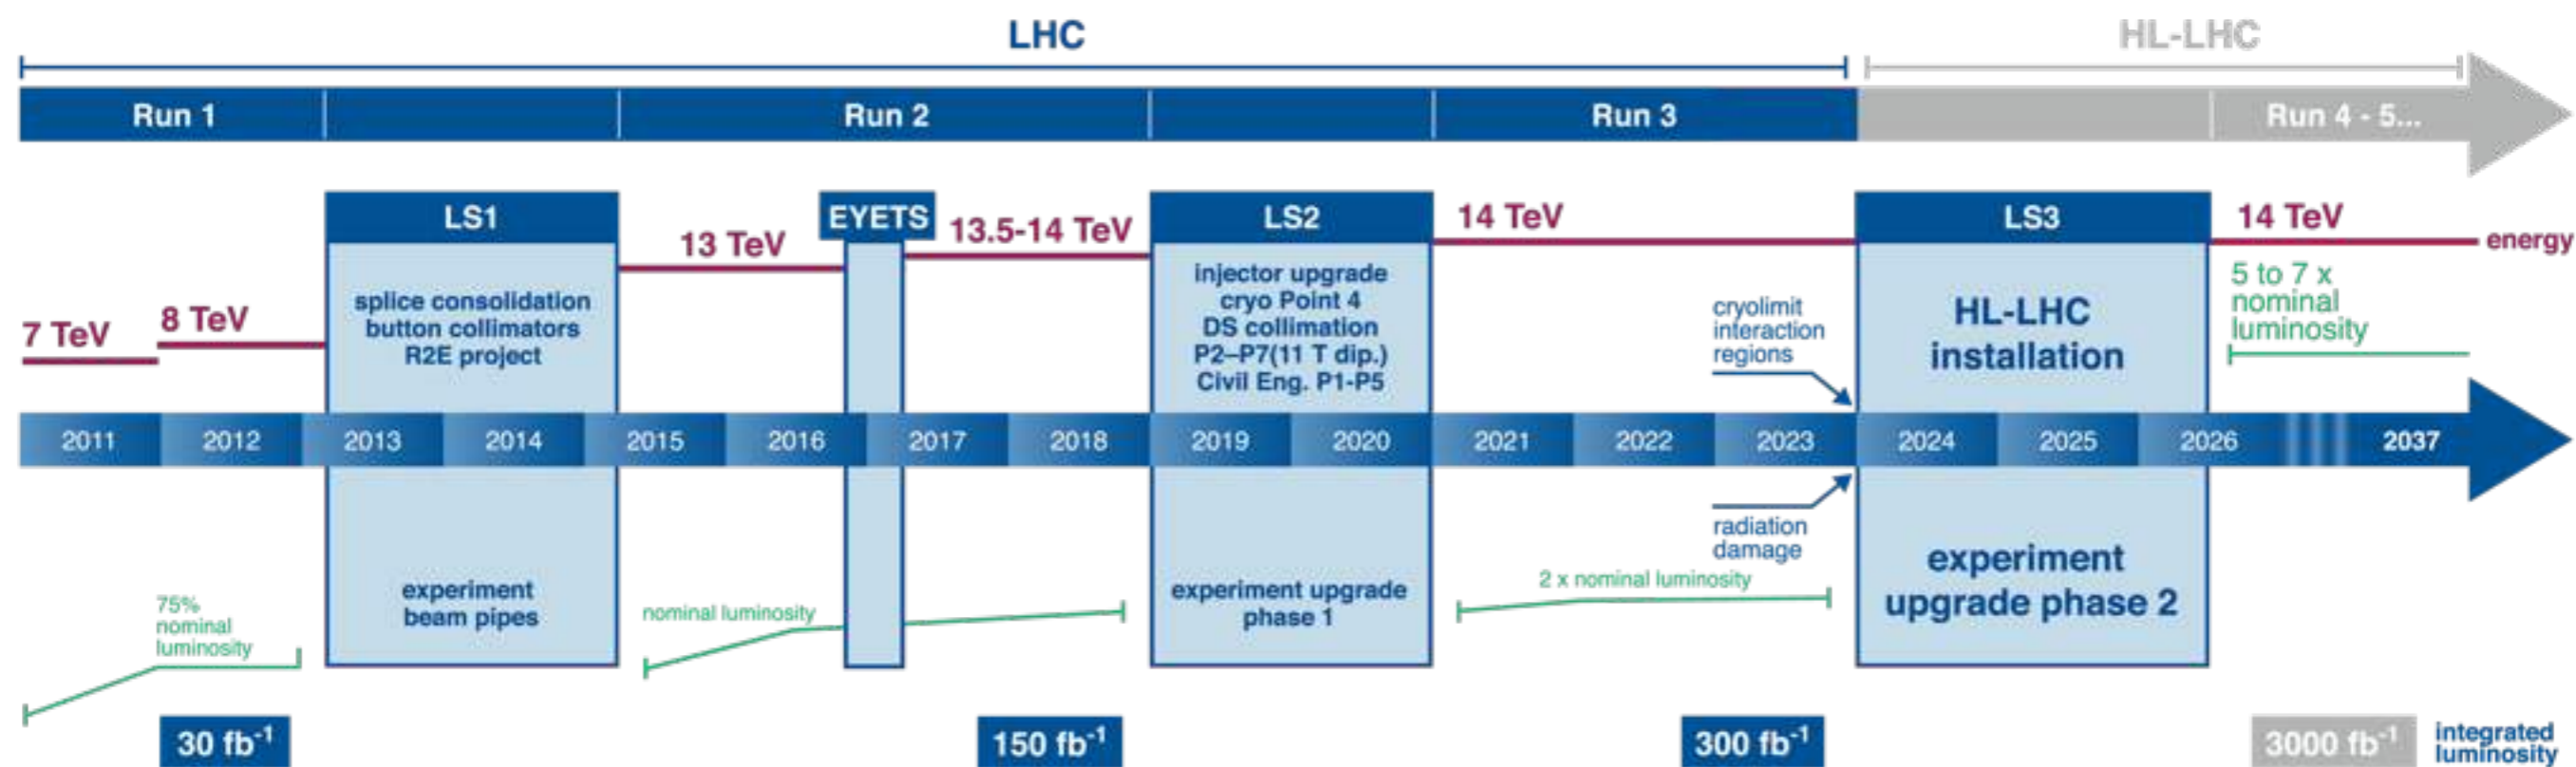 LHC
HL-LHC
Run 1
Run 2
Run 3
Run 4 - 5...
LS1
EYETS
LS2
LS3
7 TeV
8 TeV
13 TeV
13.5-14 TeV
14 TeV
14 TeV
energy
splice consolidation
button collimators
R2E project
injector upgrade
cryo Point 4
DS collimation
P2–P7(11 T dip.)
Civil Eng. P1-P5
cryolimit
interaction
regions
HL-LHC
installation
5 to 7 x
nominal
luminosity
2011
2012
2013
2014
2015
2016
2017
2018
2019
2020
2021
2022
2023
2024
2025
2026
2037
75%
nominal
luminosity
experiment
beam pipes
nominal luminosity
experiment upgrade
phase 1
2 x nominal luminosity
radiation
damage
experiment
upgrade phase 2
30 fb⁻¹
150 fb⁻¹
300 fb⁻¹
3000 fb⁻¹
integrated
luminosity